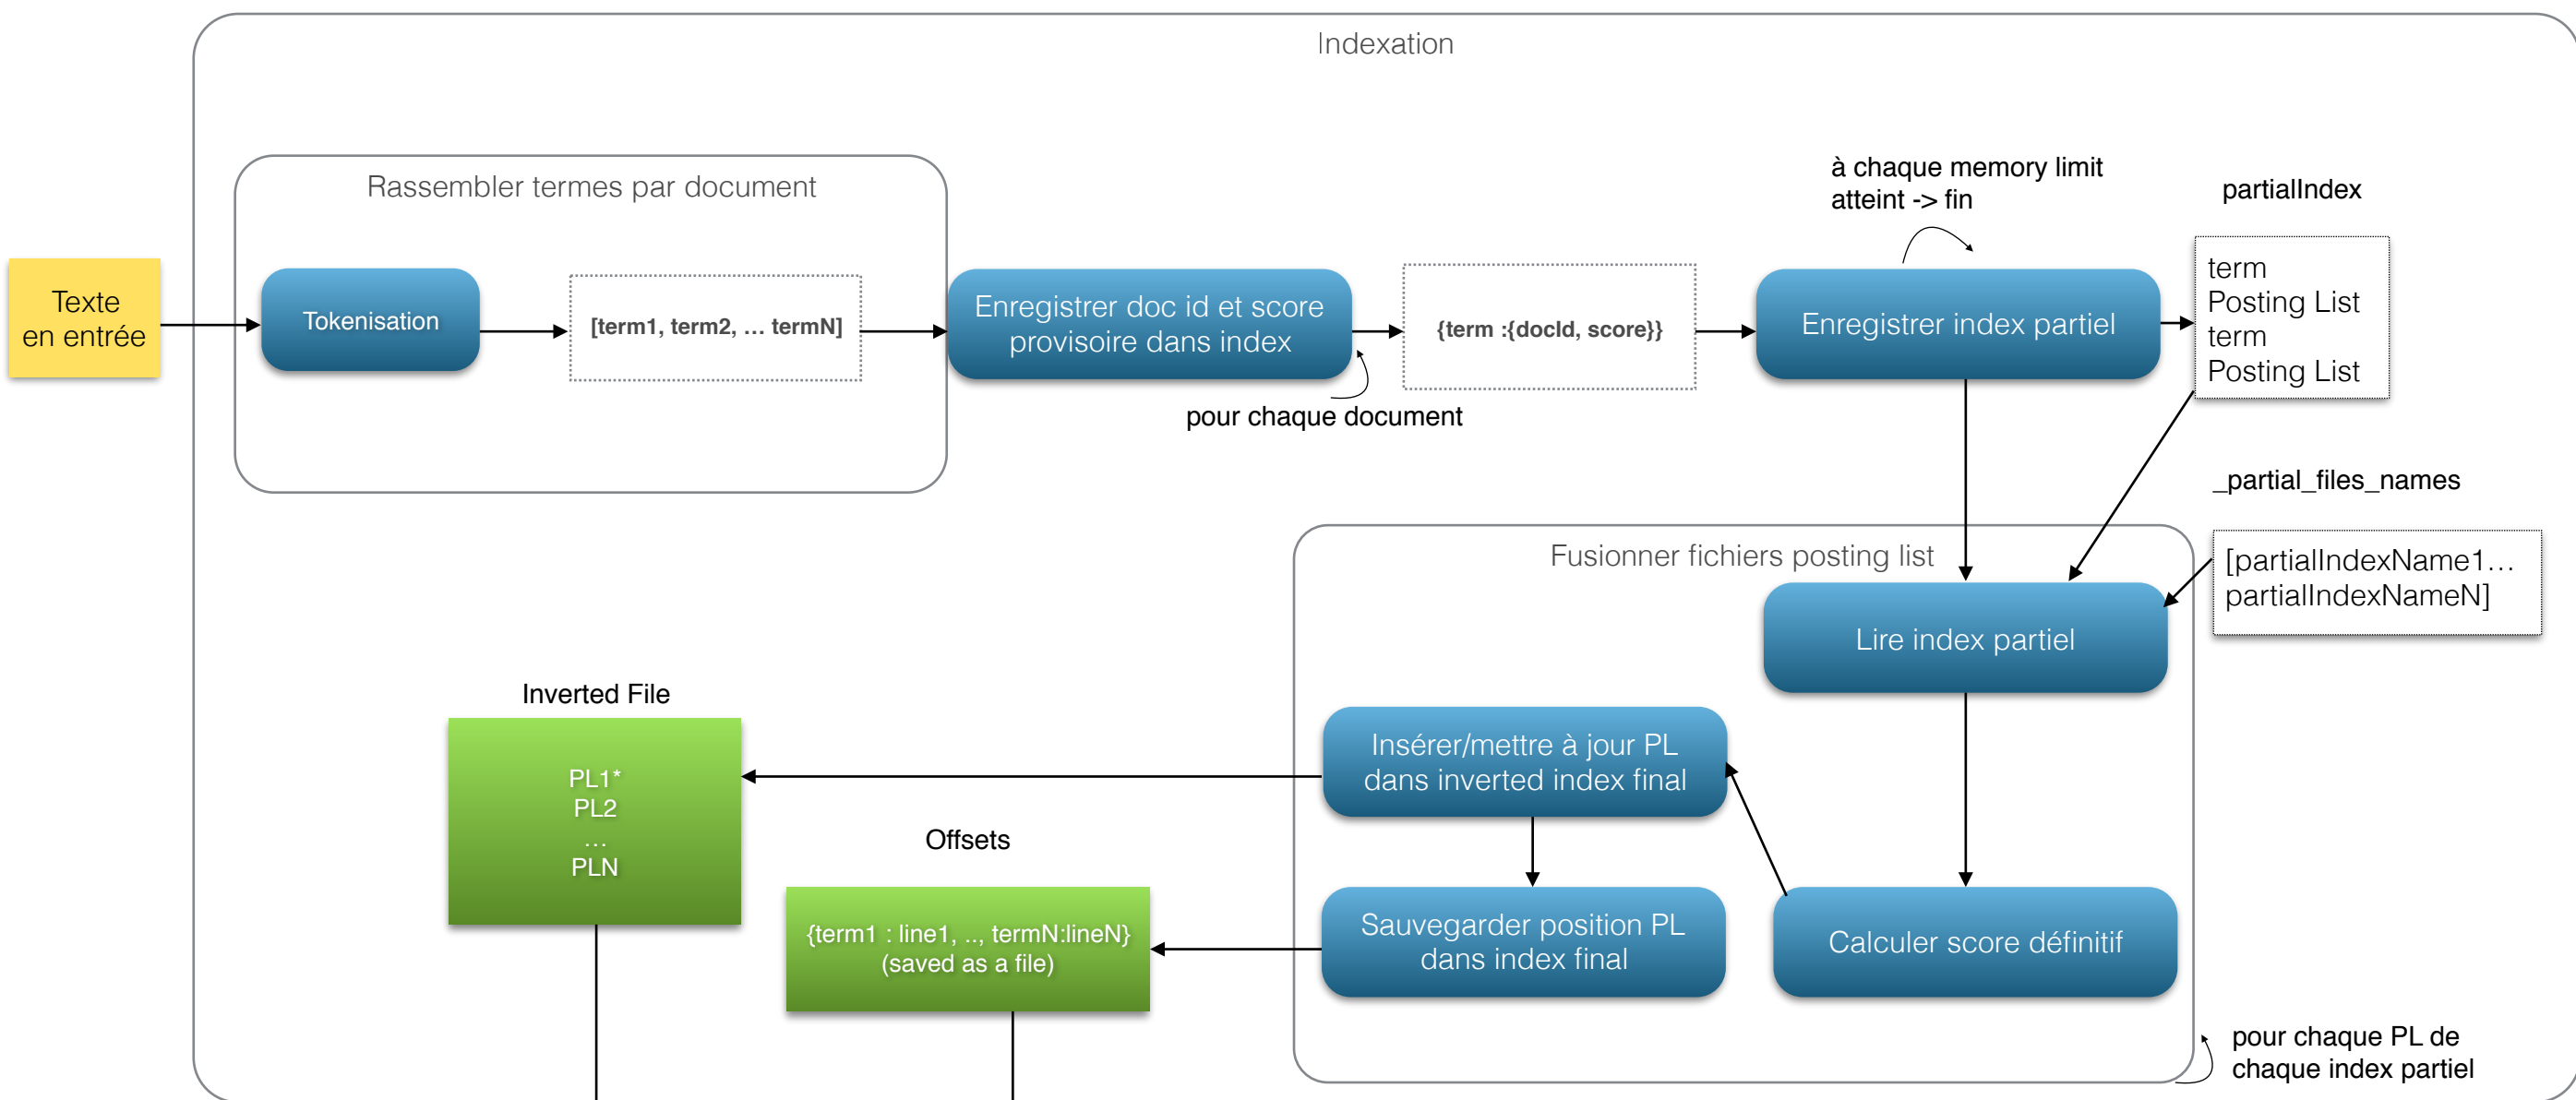 Indexation
Rassembler termes par document
à chaque memory limit
atteint -> fin
partialIndex
Texte
en entrée
Tokenisation
[term1, term2, … termN]
Enregistrer doc id et score
provisoire dans index
{term :{docId, score}}
Enregistrer index partiel
term
Posting List
term
Posting List
pour chaque document
_partial_files_names
Fusionner fichiers posting list
[partialIndexName1…
partialIndexNameN]
Lire index partiel
Inverted File
PL1*
PL2
…
PLN
Insérer/mettre à jour PL
dans inverted index final
Offsets
{term1 : line1, .., termN:lineN}
(saved as a file)
Sauvegarder position PL
dans index final
Calculer score définitif
pour chaque PL de
chaque index partiel